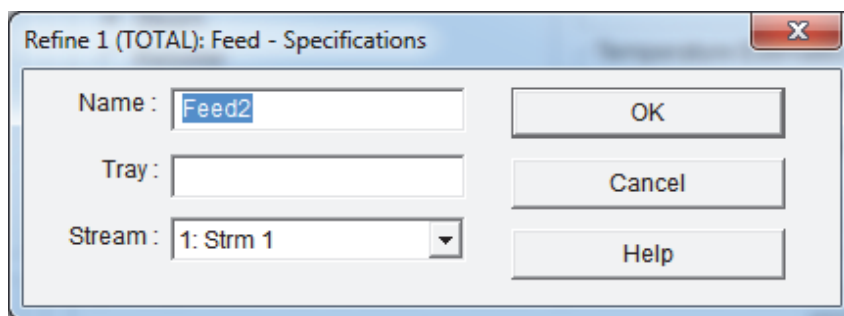 Refine 1 (TOTAL): Feed - Specifications
Name :
Feed2
OK
Tray :
Cancel
Stream :
1: Strm 1
Help